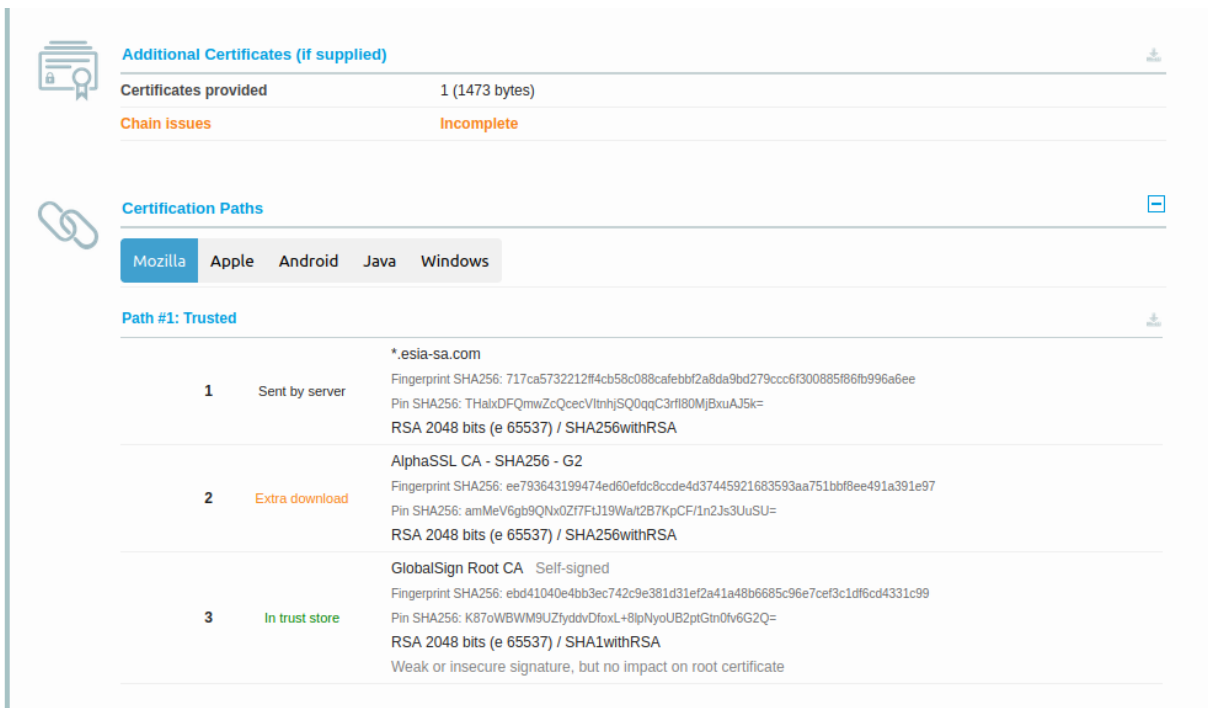 Additional Certificates (if supplied)
Certificates provided 1 (1473 bytes)
Chain issues Incomplete
Certification Paths
Mozilla Apple Android Java Windows
Path #1: Trusted
*.esia-sa.com
Fingerprint SHA256: 717ca5732212ff4cb58c088cafebbf2a8da9bd279ccc6f300885f86fb996a6ee
1 Sent by server
Pin SHA256: THalxDFQmwZcQcecVItnhjSQ0qqC3rfI80MjBxuAJ5k=
RSA 2048 bits (e 65537) / SHA256withRSA
AlphaSSL CA - SHA256 - G2
Fingerprint SHA256: ee793643199474ed60efdc8ccde4d37445921683593aa751bbf8ee491a391e97
2 Extra download
Pin SHA256: amMeV6gb9QNx0Zf7FtJ19Wa/t2B7KpCF/1n2Js3UuSU=
RSA 2048 bits (e 65537) / SHA256withRSA
GlobalSign Root CA Self-signed
Fingerprint SHA256: ebd41040e4bb3ec742c9e381d31ef2a41a48b6685c96e7cef3c1df6cd4331c99
3 In trust store
Pin SHA256: K87oWBWM9UZfyddvDfoxL+8lpNyoUB2ptGtn0fv6G2Q=
RSA 2048 bits (e 65537) / SHA1withRSA
Weak or insecure signature, but no impact on root certificate